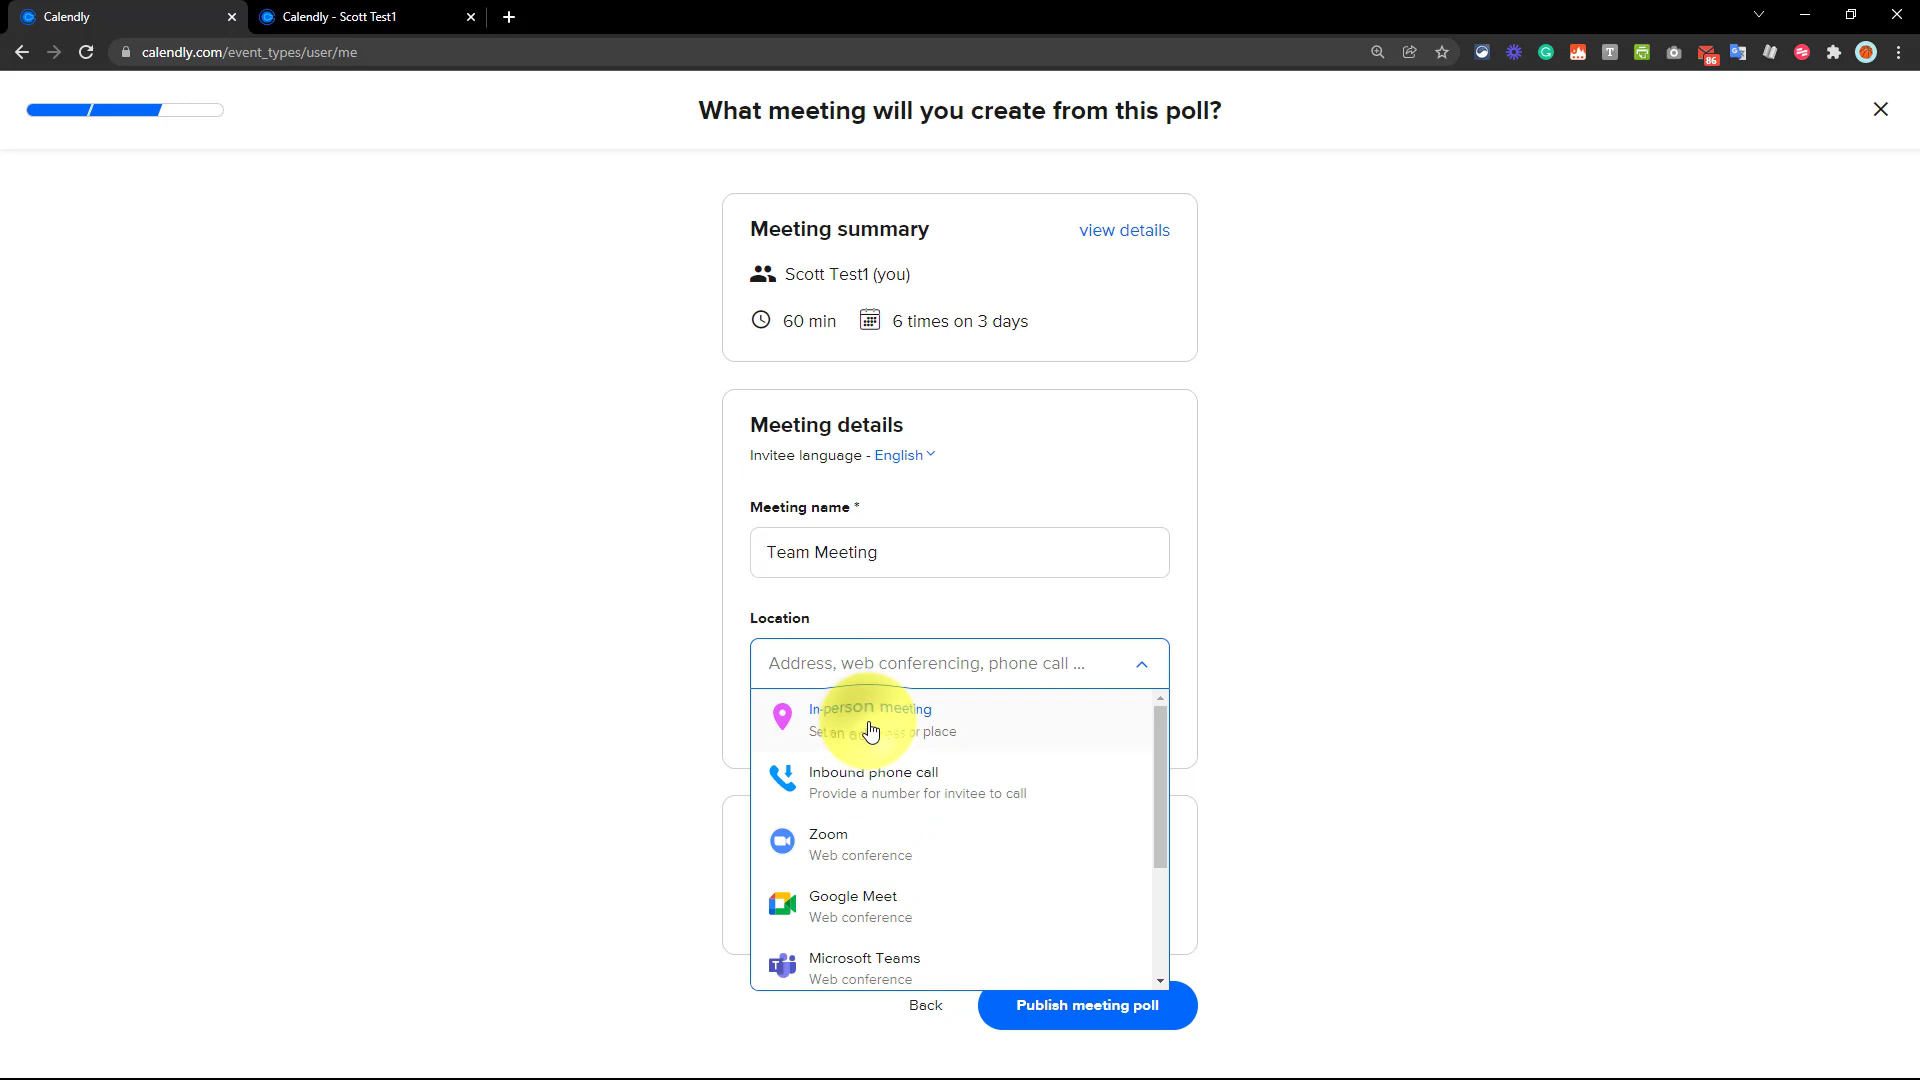 Calendly
Calendly - Scott Test1
calendly.com/event_types/user/me
86
What meeting will you create from this poll?
Meeting summary
view details
Scott Test1 (you)
60 min
6 times on 3 days
Meeting details
Invitee language - English
Meeting name *
Team Meeting
Location
Address, web conferencing, phone call ...
In-person meeting
Set an address or place
Inbound phone call
Provide a number for invitee to call
Zoom
Web conference
Google Meet
Web conference
Microsoft Teams
Web conference
Back
Publish meeting poll